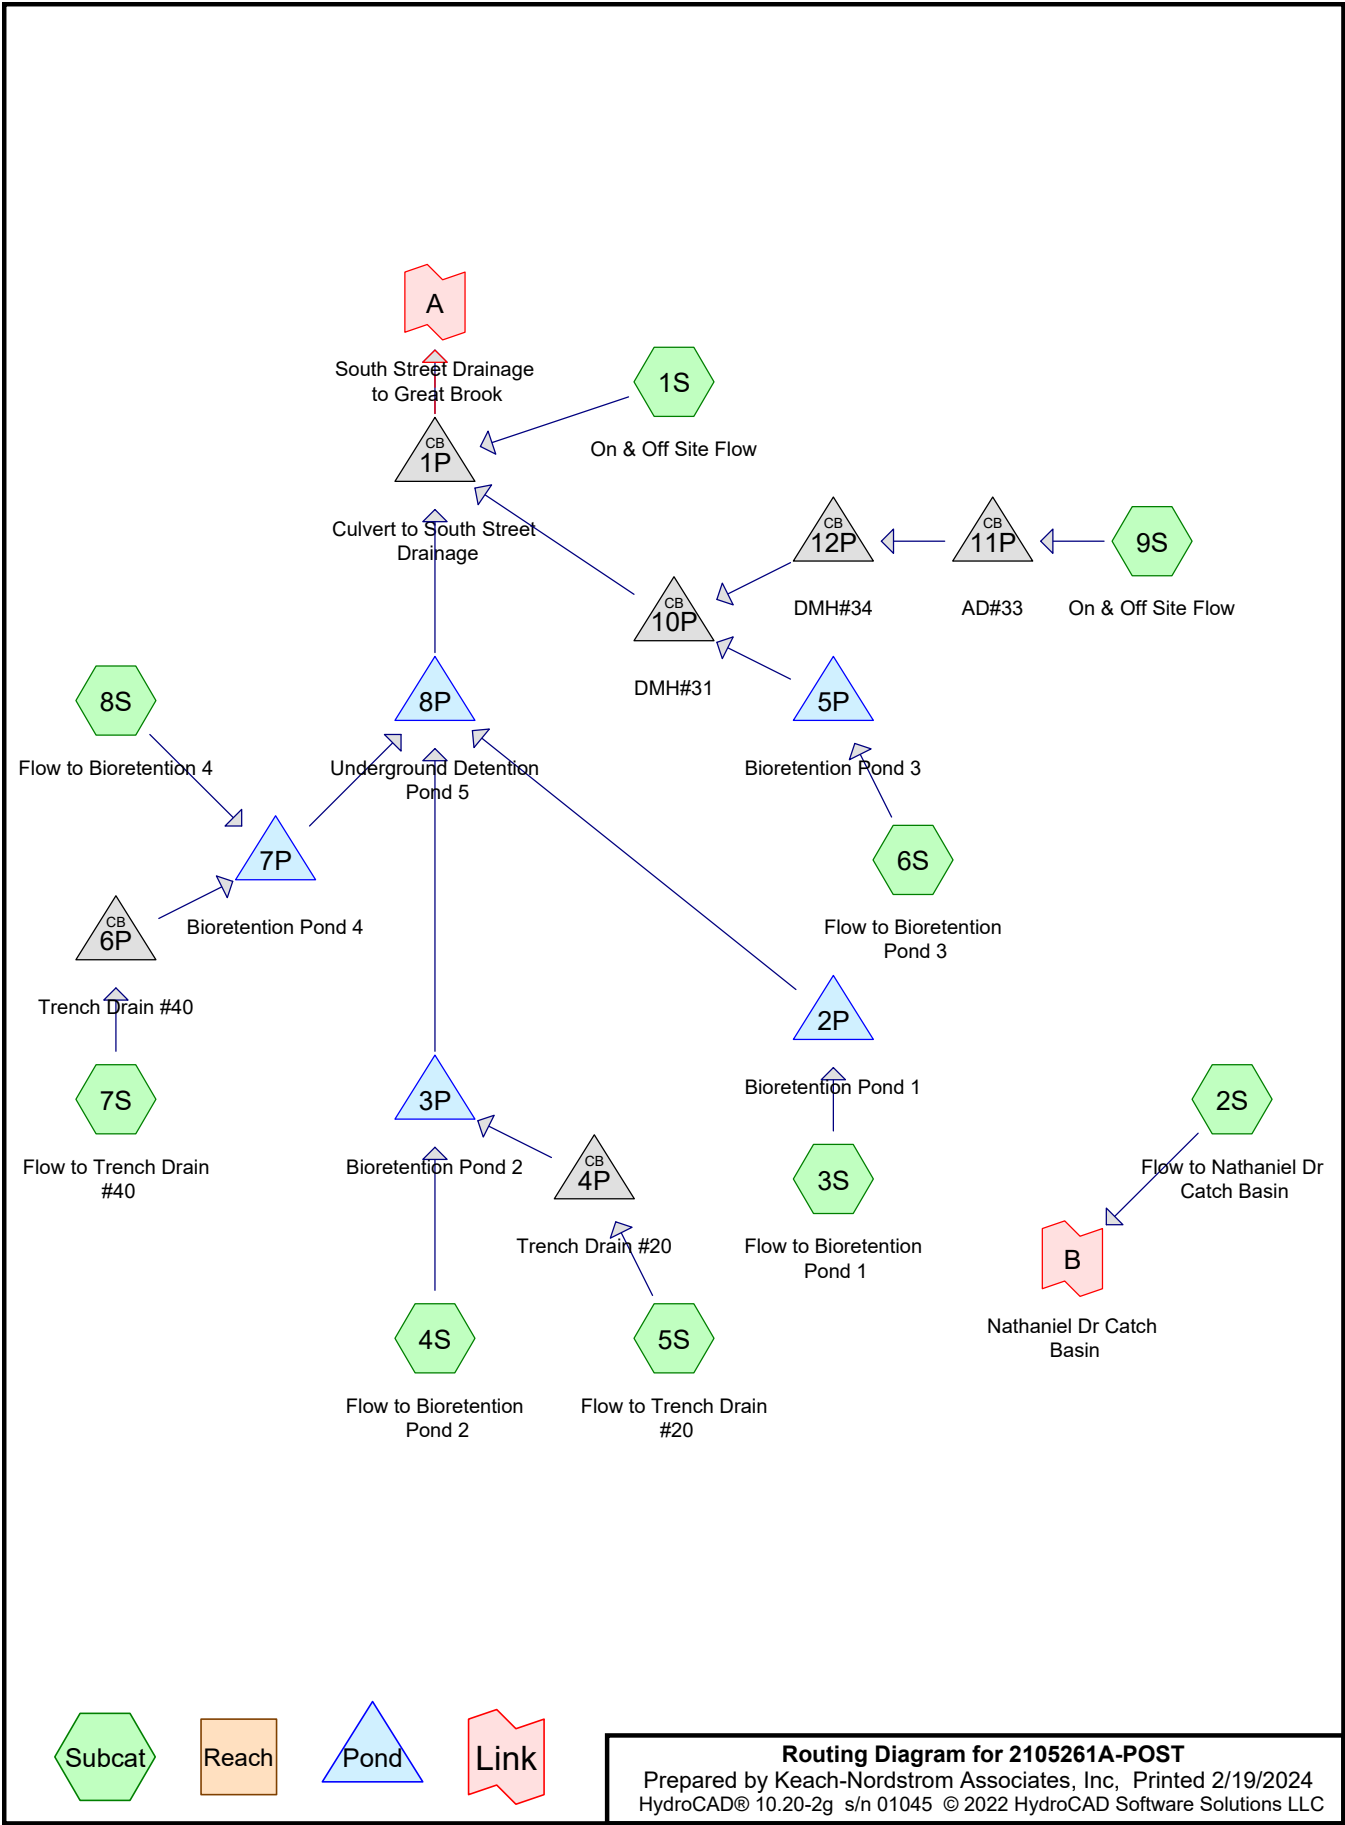 A
South Street Drainage
to Great Brook
1S
On & Off Site Flow
CB
1P
Culvert to South Street
Drainage
CB
12P
DMH#34
CB
11P
AD#33
9S
On & Off Site Flow
CB
10P
DMH#31
8S
Flow to Bioretention 4
8P
Underground Detention
Pond 5
5P
Bioretention Pond 3
7P
Bioretention Pond 4
6S
Flow to Bioretention
Pond 3
CB
6P
Trench Drain #40
2P
Bioretention Pond 1
7S
Flow to Trench Drain
#40
3P
Bioretention Pond 2
CB
4P
Trench Drain #20
3S
Flow to Bioretention
Pond 1
2S
Flow to Nathaniel Dr
Catch Basin
B
Nathaniel Dr Catch
Basin
4S
Flow to Bioretention
Pond 2
5S
Flow to Trench Drain
#20
Subcat
Reach
Pond
Link
Routing Diagram for 2105261A-POST
Prepared by Keach-Nordstrom Associates, Inc, Printed 2/19/2024
HydroCAD® 10.20-2g s/n 01045 © 2022 HydroCAD Software Solutions LLC